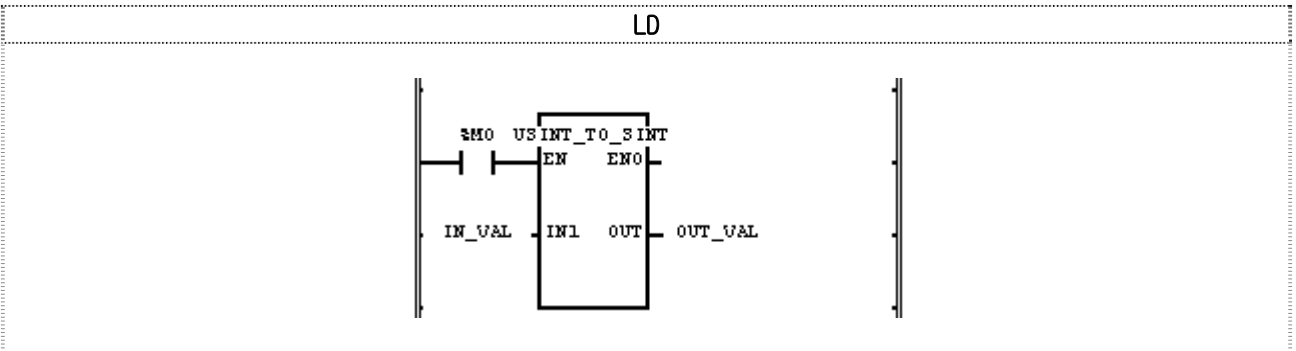 LD
%M0 USINT_TO_SINT
EN ENO
IN_VAL IN1 OUT OUT_VAL